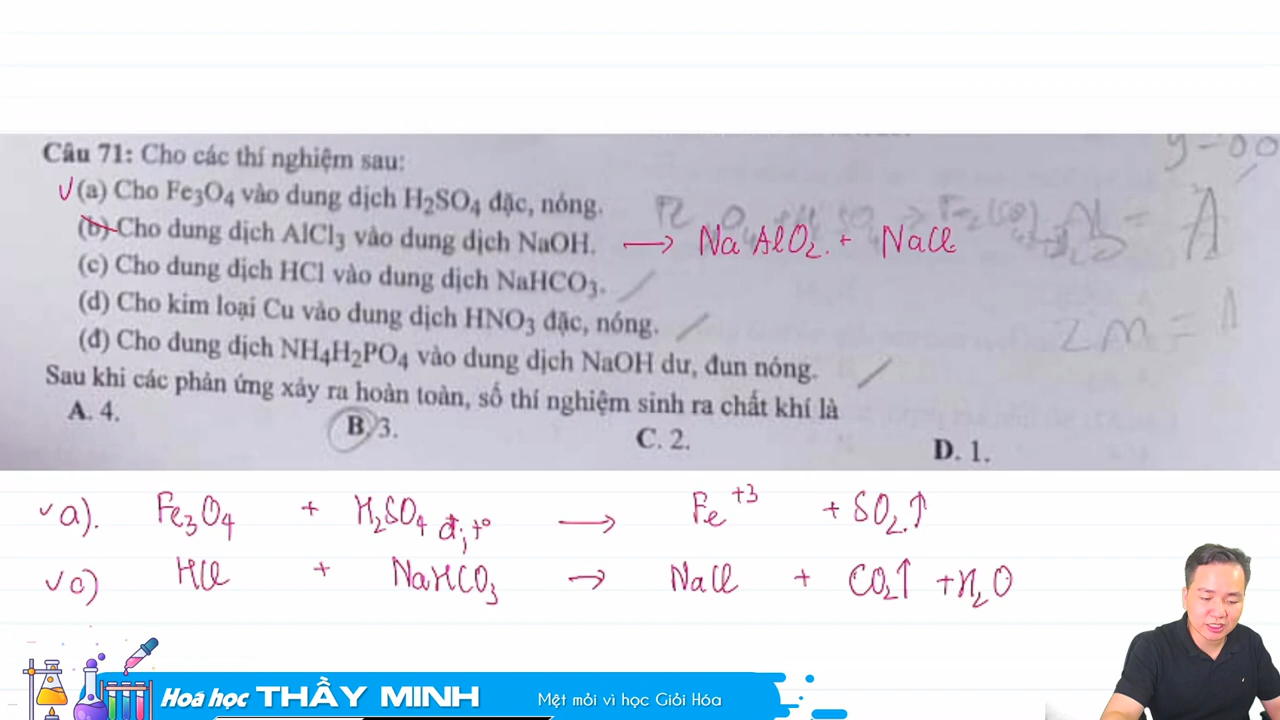 Câu 71: Cho các thí nghiệm sau:
✓(a) Cho Fe₃O₄ vào dung dịch H₂SO₄ đặc, nóng.
(b) Cho dung dịch AlCl₃ vào dung dịch NaOH. → NaAlO₂ + NaCl
(c) Cho dung dịch HCl vào dung dịch NaHCO₃.
(d) Cho kim loại Cu vào dung dịch HNO₃ đặc, nóng.
(đ) Cho dung dịch NH₄H₂PO₄ vào dung dịch NaOH dư, đun nóng.
Sau khi các phản ứng xảy ra hoàn toàn, số thí nghiệm sinh ra chất khí là
A. 4. B. 3. C. 2. D. 1.
✓a). Fe₃O₄ + H₂SO₄ đ, t° → Fe⁺³ + SO₂↑
✓c) HCl + NaHCO₃ → NaCl + CO₂↑ + H₂O
Hoá học THẦY MINH Mệt mỏi vì học Giỏi Hóa